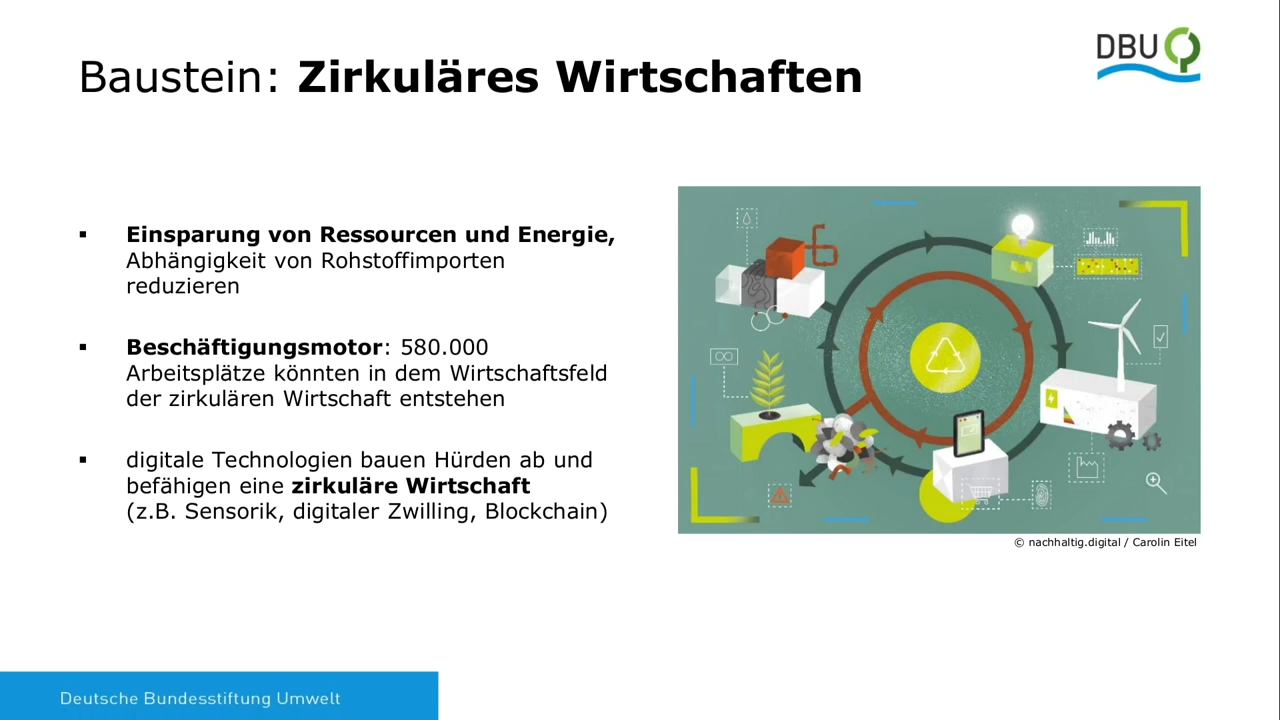 Baustein: Zirkuläres Wirtschaften
DBU
▪ Einsparung von Ressourcen und Energie,
Abhängigkeit von Rohstoffimporten
reduzieren
▪ Beschäftigungsmotor: 580.000
Arbeitsplätze könnten in dem Wirtschaftsfeld
der zirkulären Wirtschaft entstehen
▪ digitale Technologien bauen Hürden ab und
befähigen eine zirkuläre Wirtschaft
(z.B. Sensorik, digitaler Zwilling, Blockchain)
© nachhaltig.digital / Carolin Eitel
Deutsche Bundesstiftung Umwelt